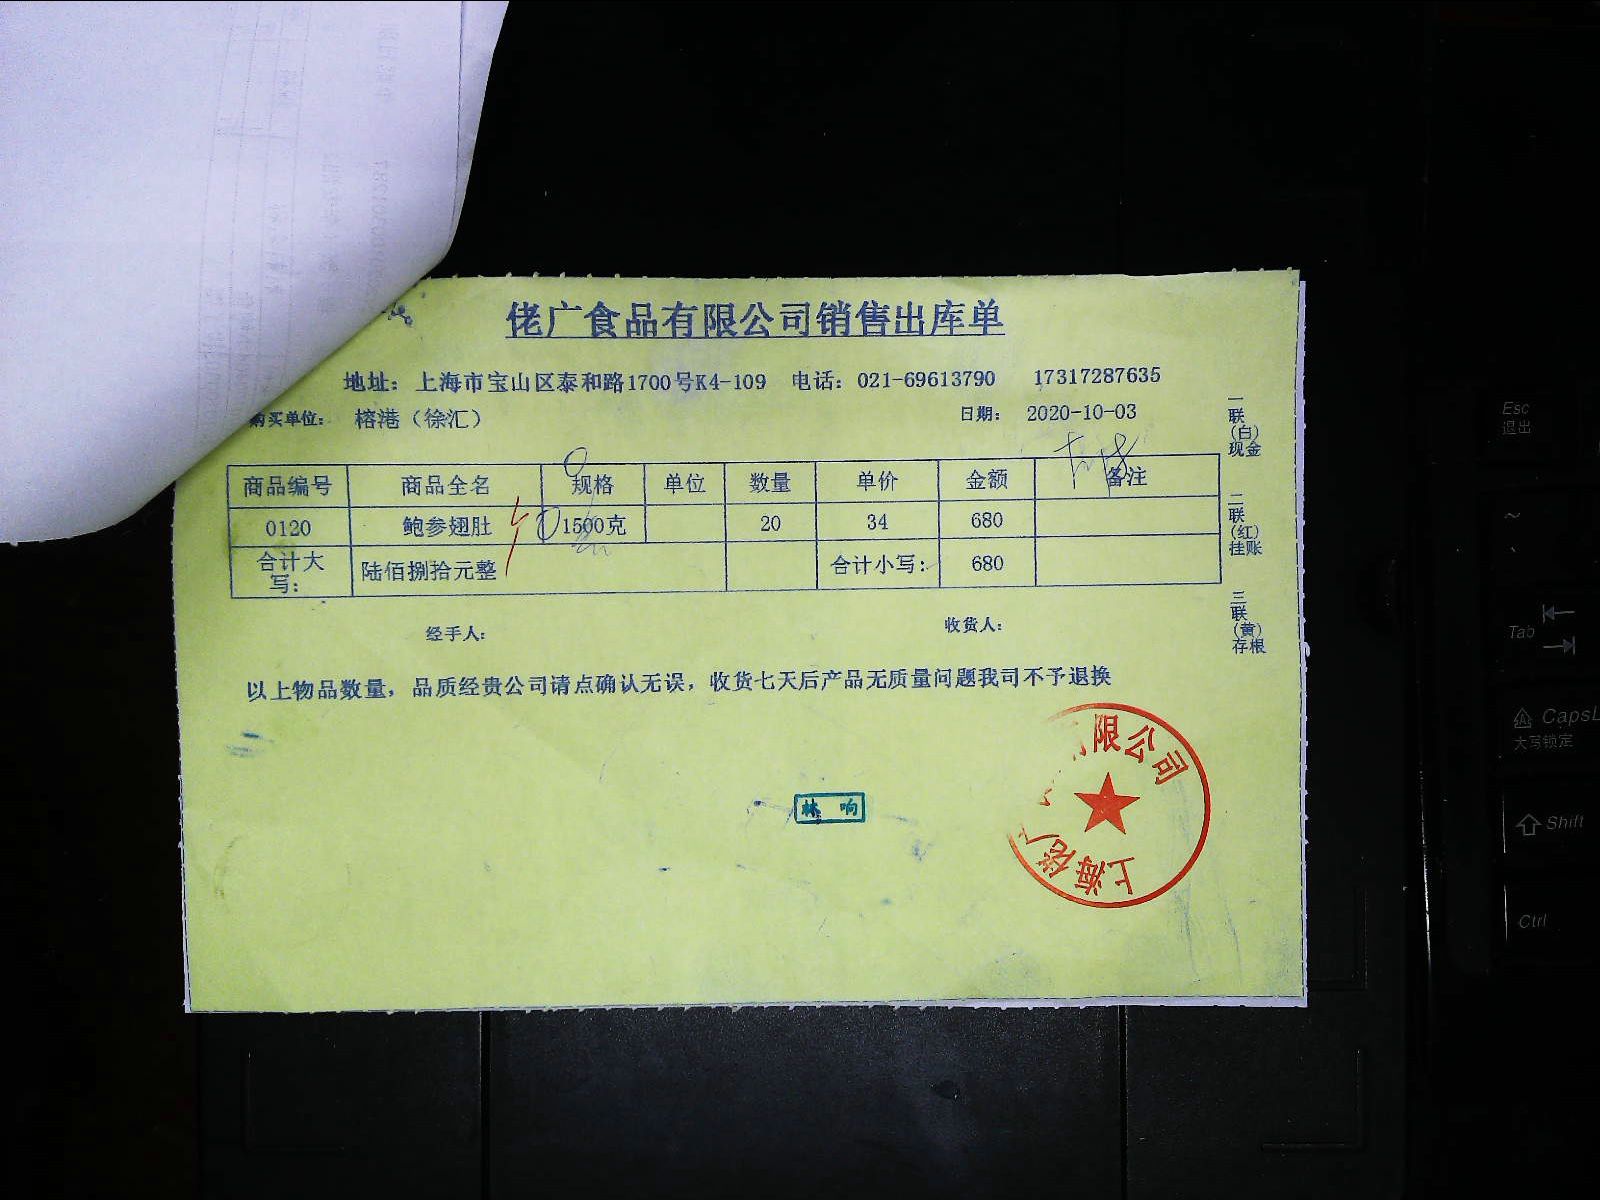 佬广食品有限公司销售出库单
地址：上海市宝山区泰和路1700号K4-109 电话：021-69613790 17317287635
购买单位： 榕港（徐汇） 日期： 2020-10-03
商品编号 商品全名 规格 单位 数量 单价 金额 备注
0120 鲍参翅肚 1500克 20 34 680
合计大写： 陆佰捌拾元整 合计小写： 680
经手人： 收货人：
以上物品数量，品质经贵公司请点确认无误，收货七天后产品无质量问题我司不予退换
一联(白)现金
二联(红)挂账
三联(黄)存根
林 响
上海佬广 有限公司
Esc
退出
~
Tab
CapsL
大写锁定
Shift
Ctrl